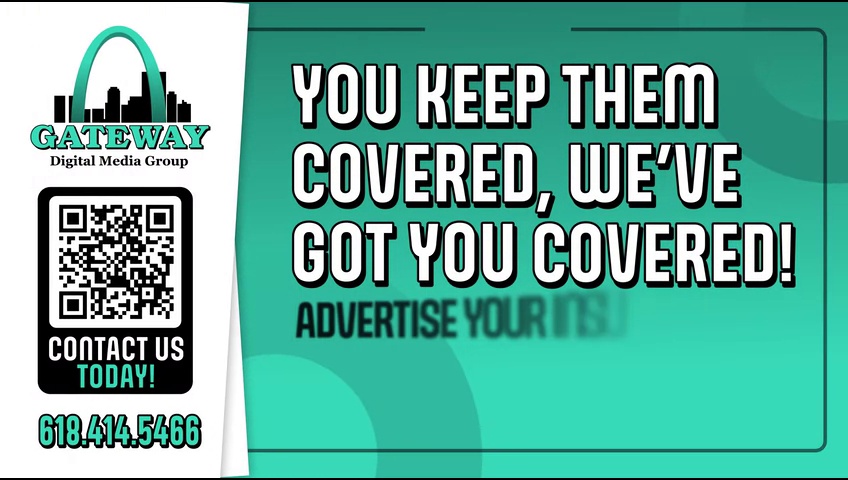 GATEWAY
Digital Media Group
CONTACT US
TODAY!
618.414.5466
YOU KEEP THEM
COVERED, WE'VE
GOT YOU COVERED!
ADVERTISE YOUR